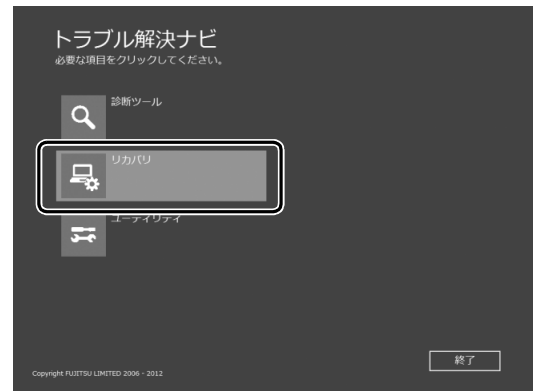 トラブル解決ナビ
必要な項目をクリックしてください。
診断ツール
リカバリ
ユーティリティ
終了
Copyright FUJITSU LIMITED 2006 - 2012